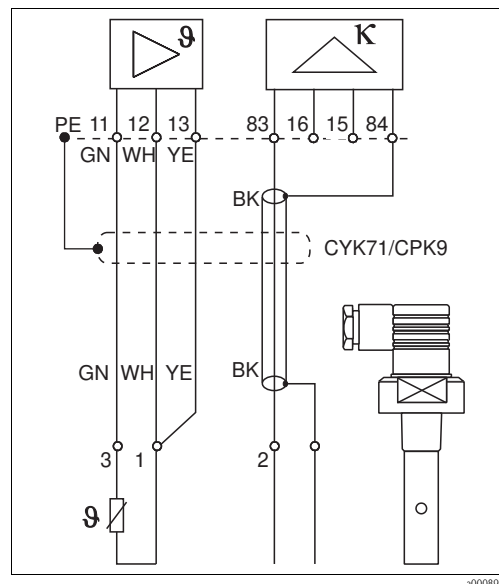 ϑ κ
PE 11 12 13 83 16 15 84
GN WH YE
BK
CYK71/CPK9
GN WH YE BK
3 1 2
ϑ